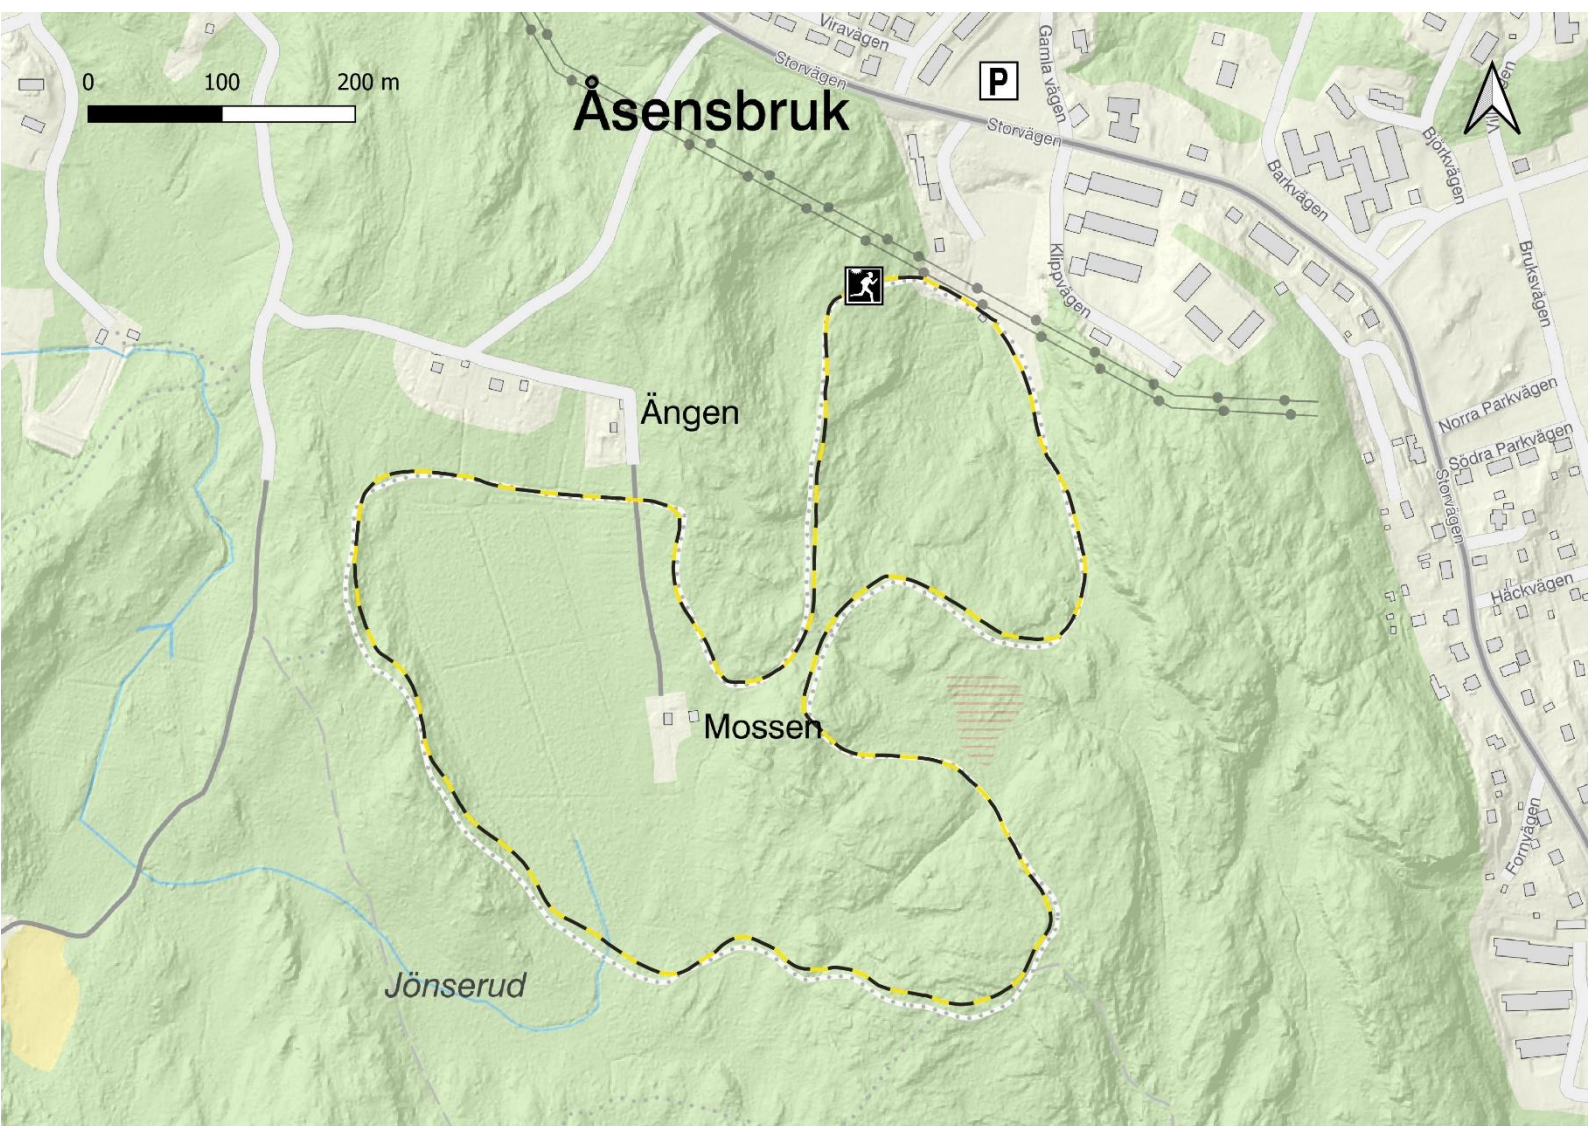 Viravägen
Storvägen
0 100 200 m
Åsensbruk
P
Gamla vägen
Storvägen
Björkvägen
Barkvägen
Klippvägen
Bruksvägen
Norra Parkvägen
Södra Parkvägen
Storvägen
Ängen
Häckvägen
Mossen
Fornvägen
Jönserud